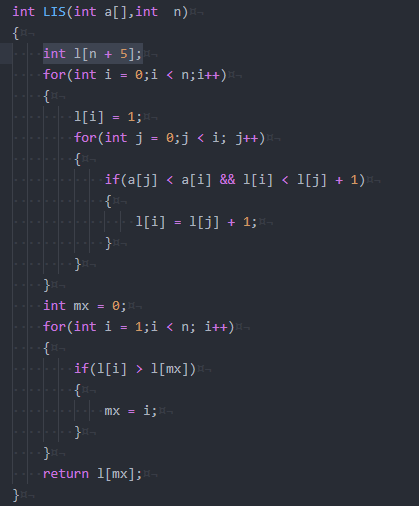 int LIS(int a[],int  n)
{
    int l[n + 5];
    for(int i = 0;i < n;i++)
    {
        l[i] = 1;
        for(int j = 0;j < i; j++)
        {
            if(a[j] < a[i] && l[i] < l[j] + 1)
            {
                l[i] = l[j] + 1;
            }
        }
    }
    int mx = 0;
    for(int i = 1;i < n; i++)
    {
        if(l[i] > l[mx])
        {
            mx = i;
        }
    }
    return l[mx];
}